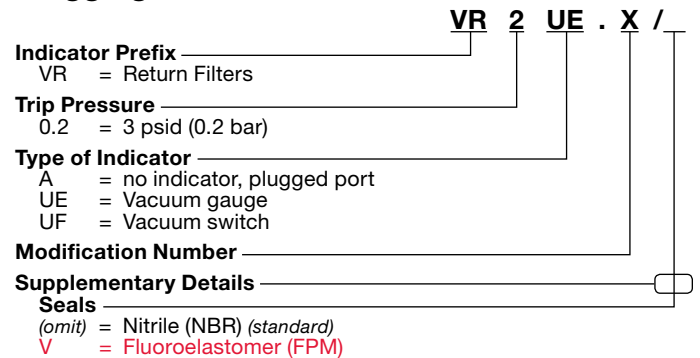 VR 2 UE . X /
Indicator Prefix
VR = Return Filters
Trip Pressure
0.2 = 3 psid (0.2 bar)
Type of Indicator
A = no indicator, plugged port
UE = Vacuum gauge
UF = Vacuum switch
Modification Number
Supplementary Details
Seals
(omit) = Nitrile (NBR) (standard)
V = Fluoroelastomer (FPM)